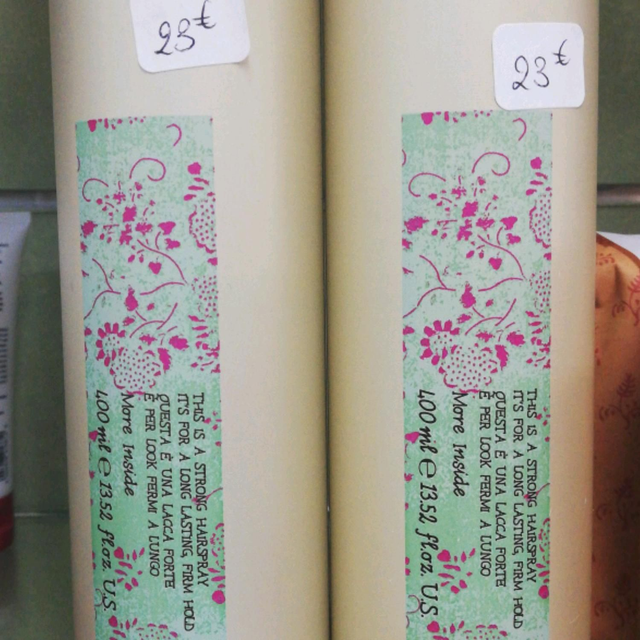 23€
THIS IS A STRONG HAIRSPRAY
IT'S FOR A LONG LASTING, FIRM HOLD
QUESTA È UNA LACCA FORTE
È PER LOOK FERMI A LUNGO
More Inside
400 ml e 13.52 fl.oz. U.S.
23€
THIS IS A STRONG HAIRSPRAY
IT'S FOR A LONG LASTING, FIRM HOLD
QUESTA È UNA LACCA FORTE
È PER LOOK FERMI A LUNGO
More Inside
400 ml e 13.52 fl.oz. U.S.